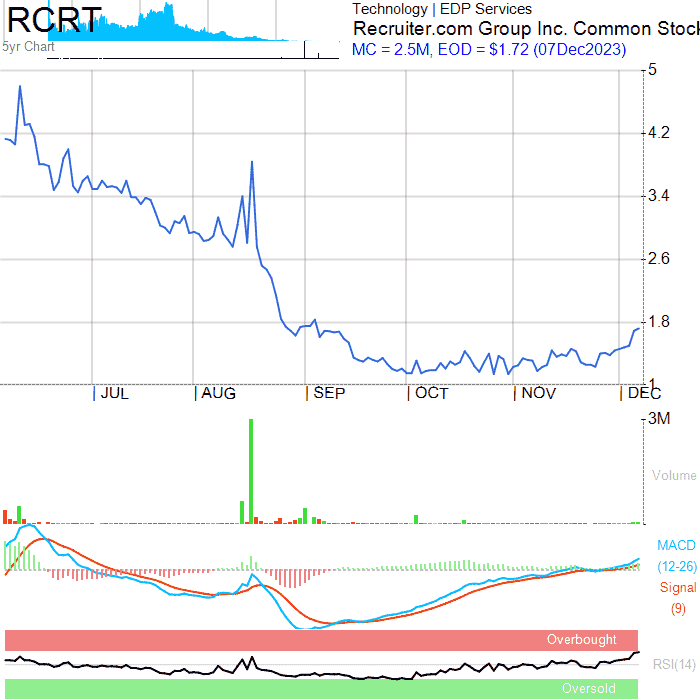 RCRT
5yr Chart
Technology | EDP Services
Recruiter.com Group Inc. Common Stock
MC = 2.5M, EOD = $1.72 (07Dec2023)
5
4.2
3.4
2.6
1.8
1
JUL AUG SEP OCT NOV DEC
3M
Volume
MACD
(12-26)
Signal
(9)
Overbought
RSI(14)
Oversold